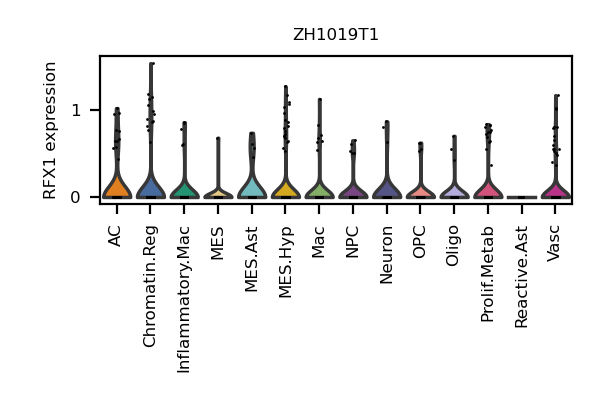 ZH1019T1
RFX1 expression
1
0
AC
Chromatin.Reg
Inflammatory.Mac
MES
MES.Ast
MES.Hyp
Mac
NPC
Neuron
OPC
Oligo
Prolif.Metab
Reactive.Ast
Vasc